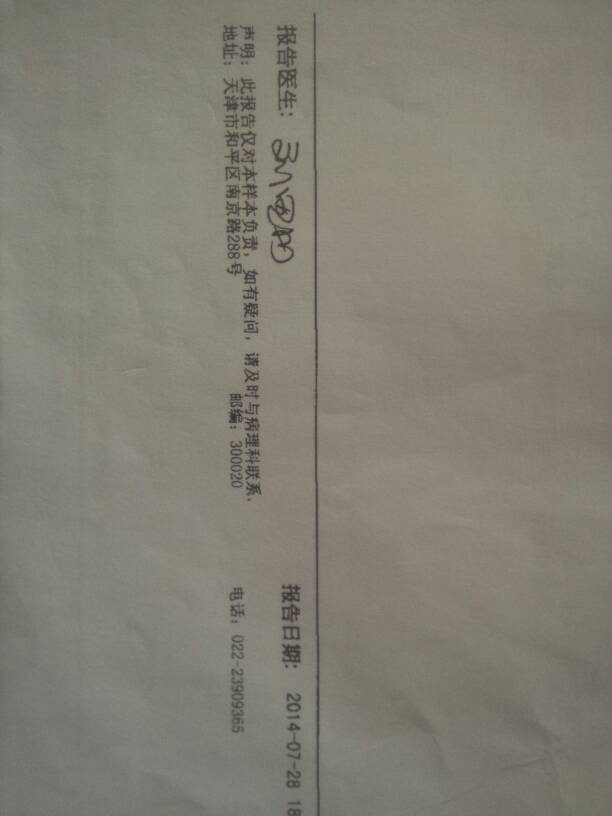 报告医生： 报告日期： 2014-07-28 18
声明： 此报告仅对本样本负责，如有疑问，请及时与病理科联系.
地址： 天津市和平区南京路288号 邮编： 300020 电话： 022-23909365